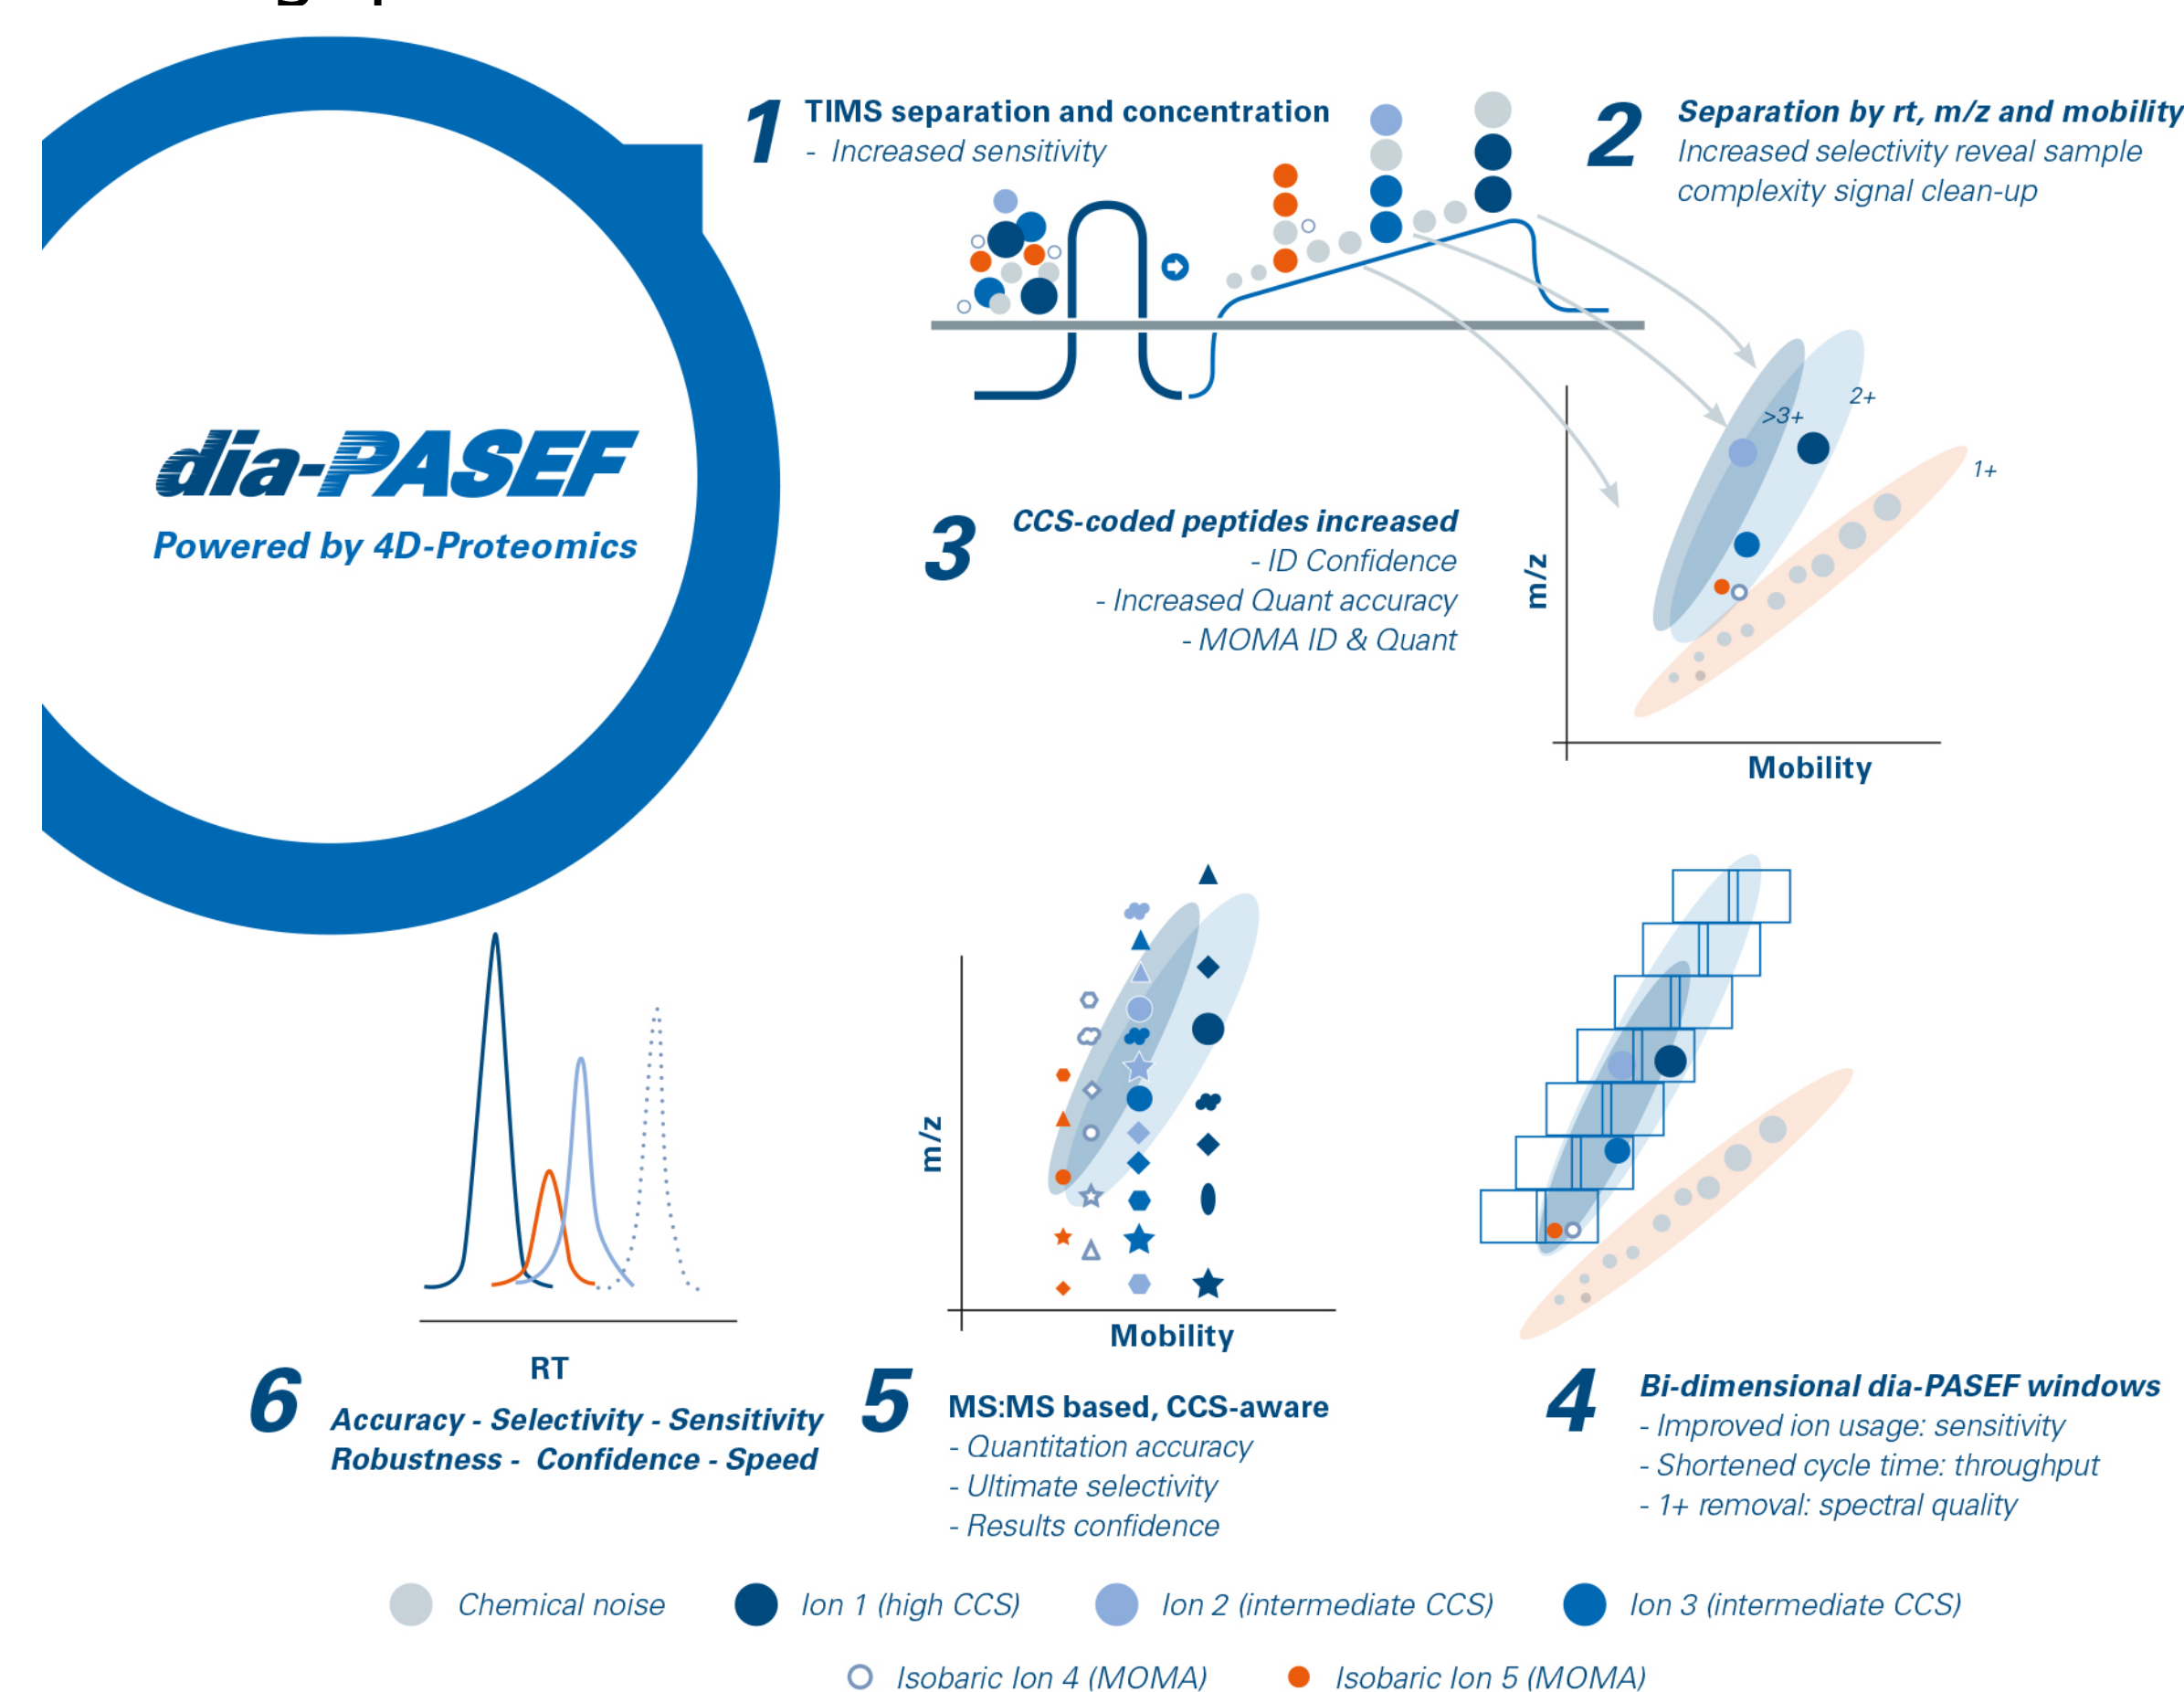 dia-PASEF
Powered by 4D-Proteomics
1
TIMS separation and concentration
- Increased sensitivity
2
Separation by rt, m/z and mobility
Increased selectivity reveal sample
complexity signal clean-up
3
CCS-coded peptides increased
- ID Confidence
- Increased Quant accuracy
- MOMA ID & Quant
2+
>3+
1+
m/z
Mobility
m/z
Mobility
RT
6
Accuracy - Selectivity - Sensitivity
Robustness - Confidence - Speed
5
MS:MS based, CCS-aware
- Quantitation accuracy
- Ultimate selectivity
- Results confidence
4
Bi-dimensional dia-PASEF windows
- Improved ion usage: sensitivity
- Shortened cycle time: throughput
- 1+ removal: spectral quality
Chemical noise
Ion 1 (high CCS)
Ion 2 (intermediate CCS)
Ion 3 (intermediate CCS)
Isobaric Ion 4 (MOMA)
Isobaric Ion 5 (MOMA)